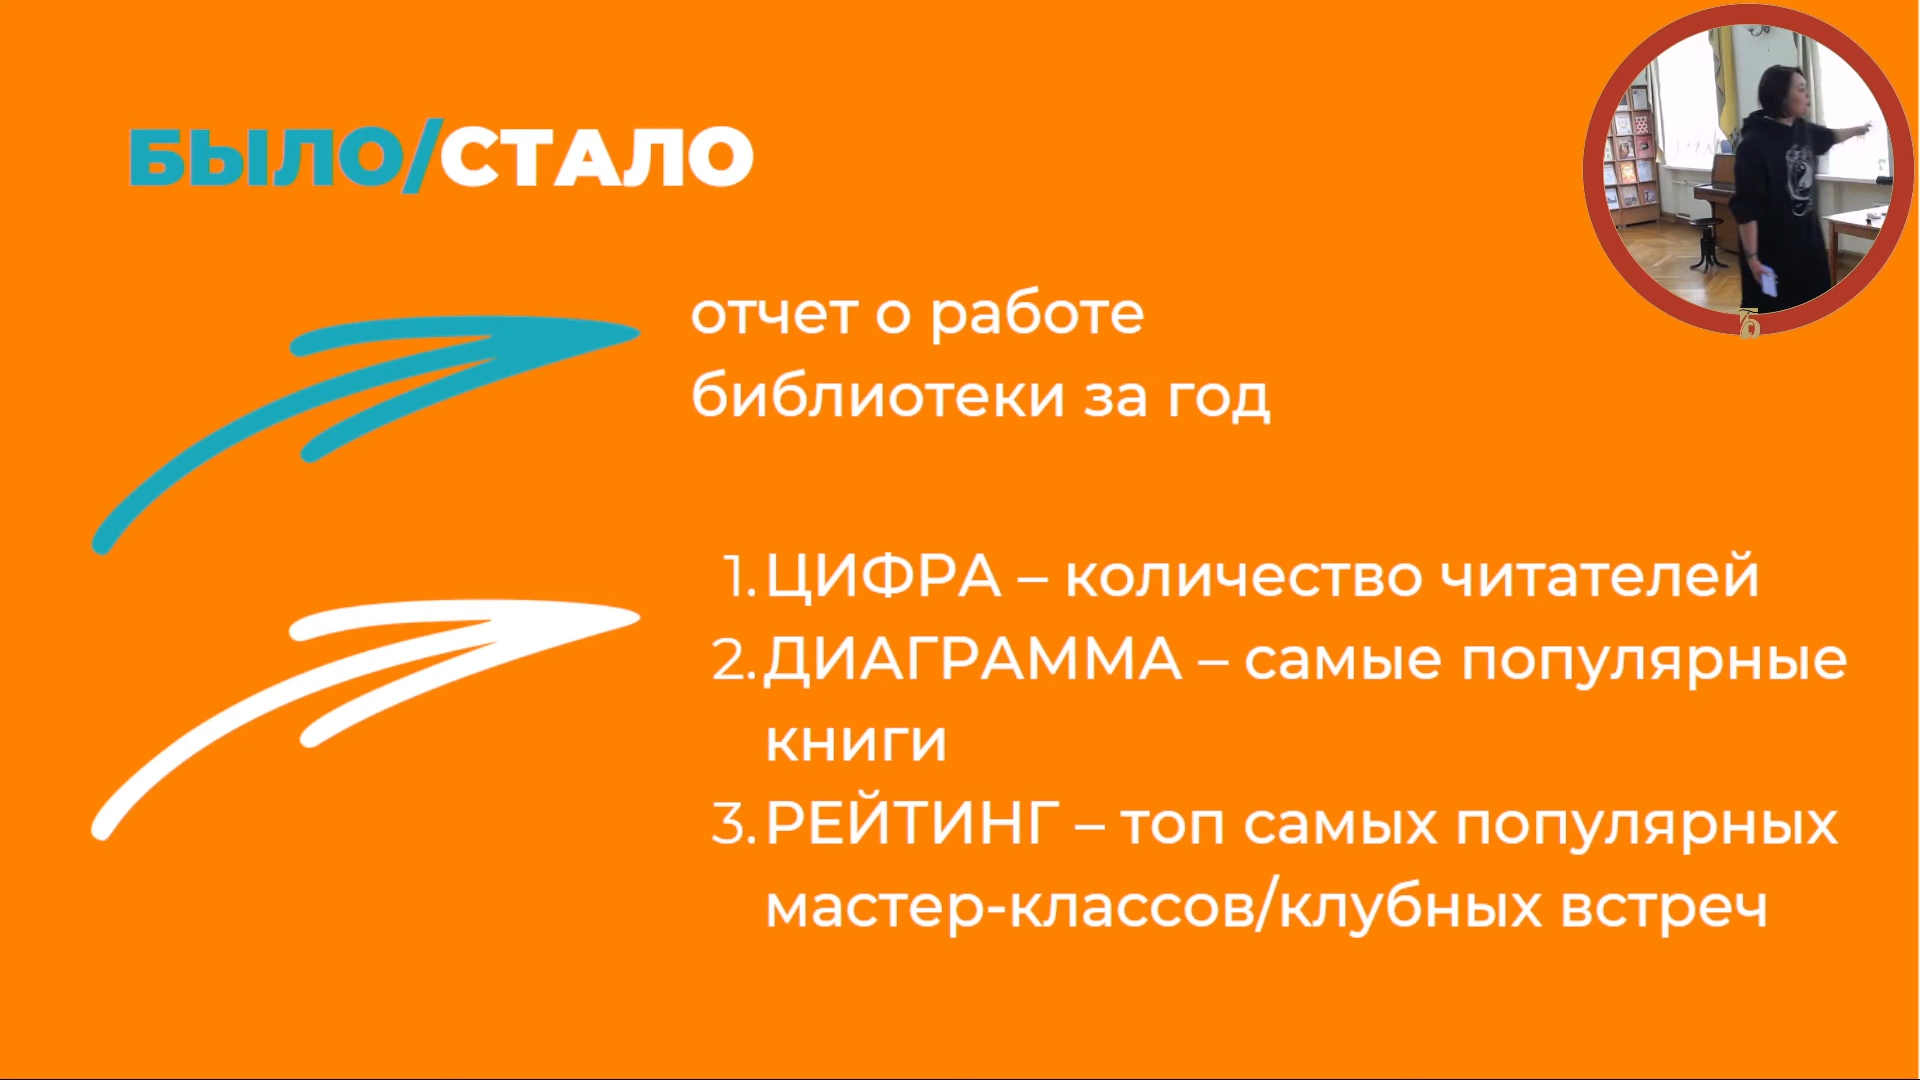 БЫЛО/СТАЛО
отчет о работе
библиотеки за год
1. ЦИФРА – количество читателей
2. ДИАГРАММА – самые популярные
книги
3. РЕЙТИНГ – топ самых популярных
мастер-классов/клубных встреч